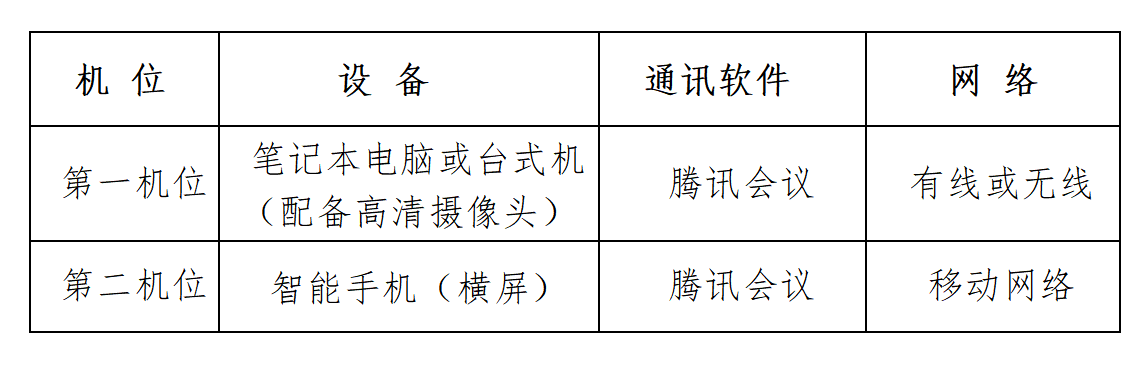 机 位 设 备 通讯软件 网 络
第一机位 笔记本电脑或台式机 腾讯会议 有线或无线
（配备高清摄像头）
第二机位 智能手机（横屏） 腾讯会议 移动网络